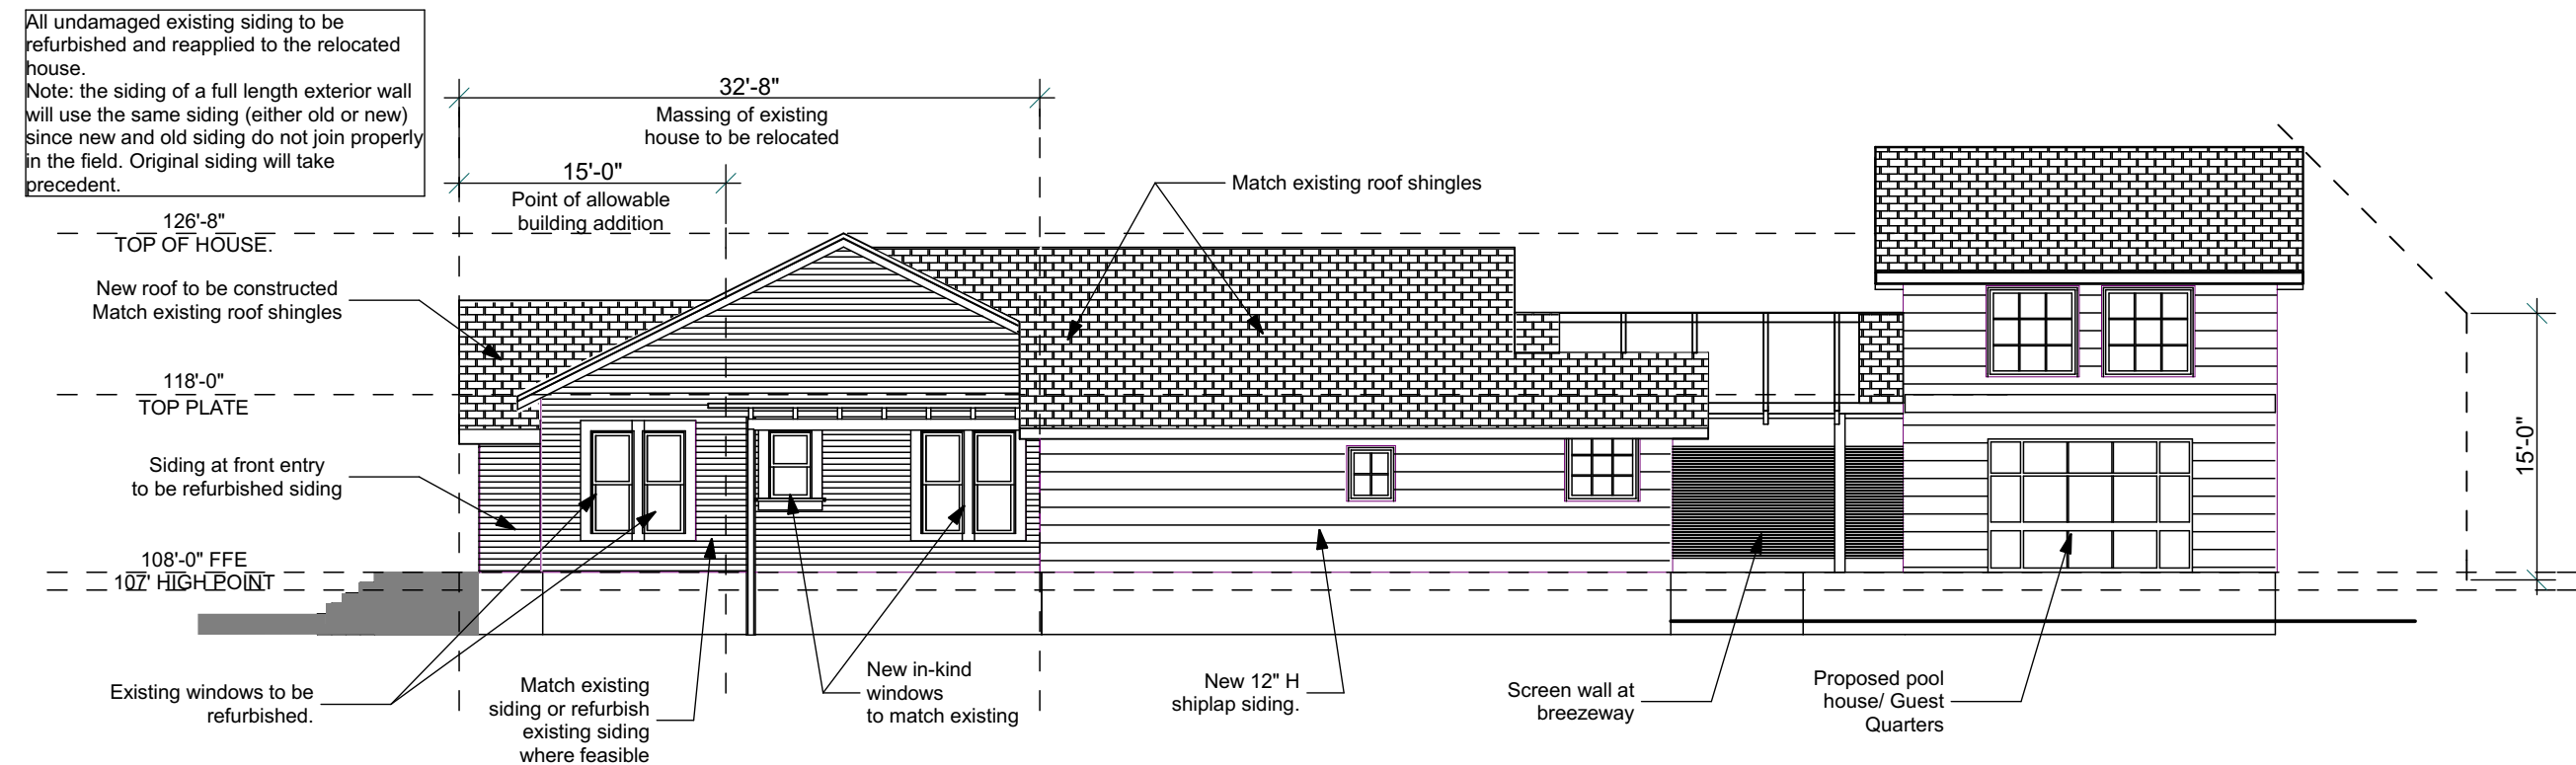 All undamaged existing siding to be
refurbished and reapplied to the relocated
house.
Note: the siding of a full length exterior wall
will use the same siding (either old or new)
since new and old siding do not join properly
in the field. Original siding will take
precedent.
32'-8"
Massing of existing
house to be relocated
15'-0"
Point of allowable
building addition
Match existing roof shingles
126'-8"
TOP OF HOUSE.
New roof to be constructed
Match existing roof shingles
118'-0"
TOP PLATE
Siding at front entry
to be refurbished siding
15'-0"
108'-0" FFE
107' HIGH POINT
Existing windows to be
refurbished.
Match existing
siding or refurbish
existing siding
where feasible
New in-kind
windows
to match existing
New 12" H
shiplap siding.
Screen wall at
breezeway
Proposed pool
house/ Guest
Quarters